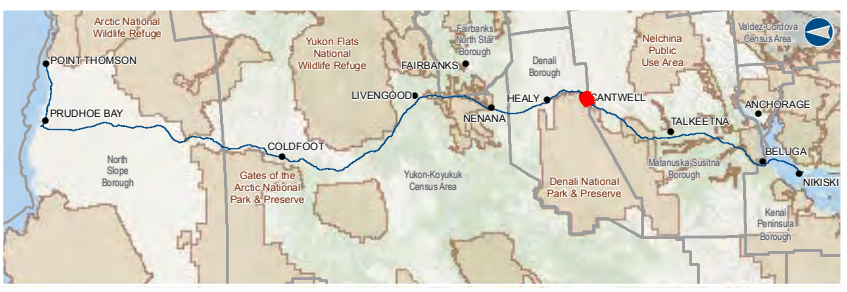 Arctic National
Wildlife Refuge
Yukon Flats
National
Wildlife Refuge
Fairbanks
North Star
Borough
Nelchina
Public
Use Area
Valdez-Cordova
Census Area
POINT THOMSON
FAIRBANKS
Denali
Borough
LIVENGOOD
HEALY
CANTWELL
ANCHORAGE
PRUDHOE BAY
NENANA
TALKEETNA
COLDFOOT
BELUGA
North
Slope
Borough
Gates of the
Arctic National
Park & Preserve
Yukon-Koyukuk
Census Area
Denali National
Park & Preserve
Matanuska-Susitna
Borough
NIKISKI
Kenai
Peninsula
Borough